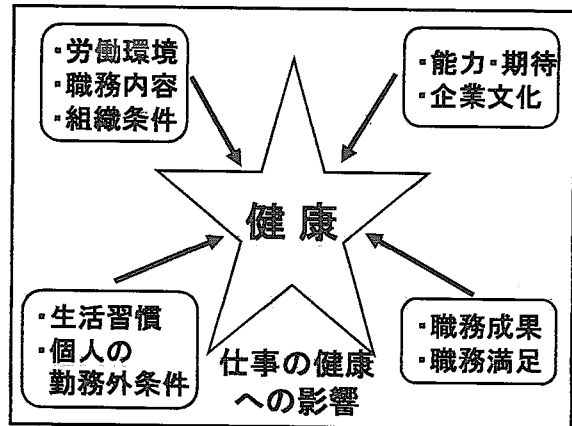 ・労働環境
・職務内容
・組織条件
・能力・期待
・企業文化
健康
・生活習慣
・個人の
勤務外条件
・職務成果
・職務満足
仕事の健康
への影響